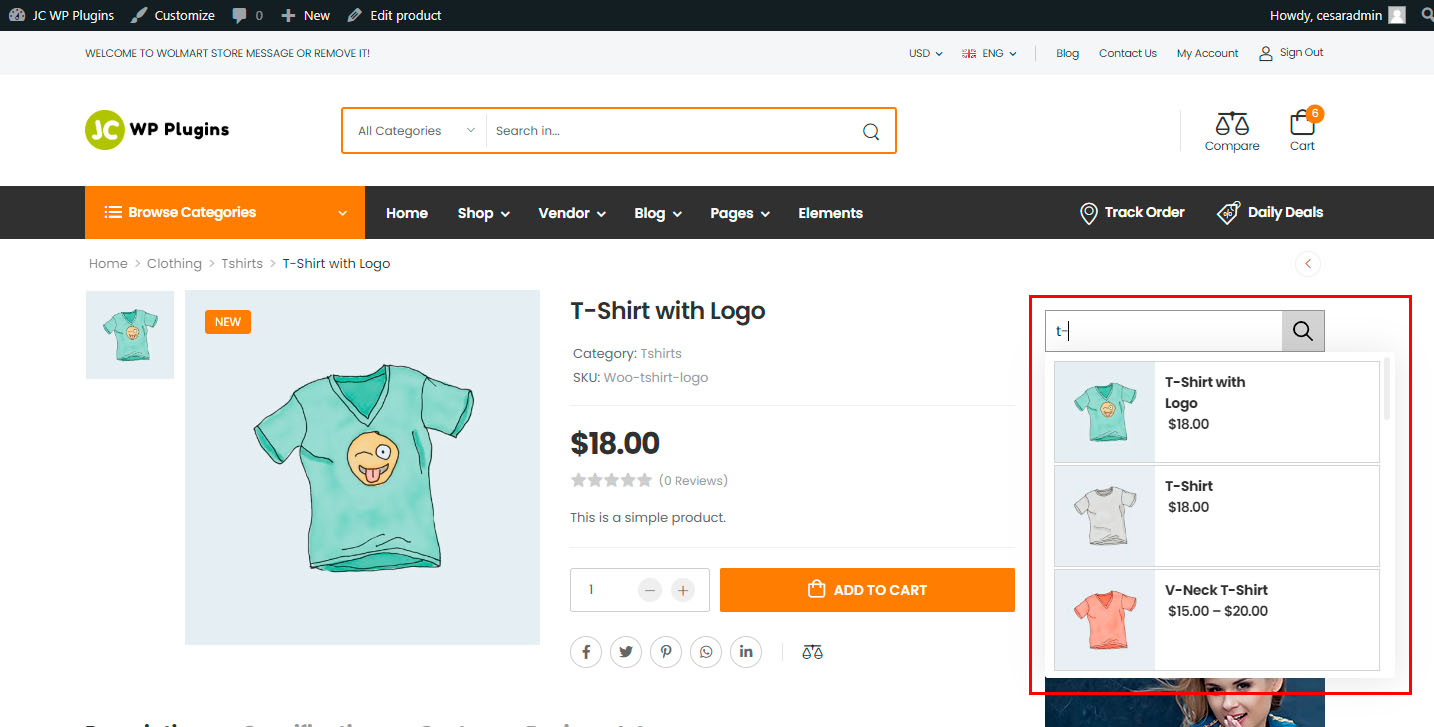 JC WP Plugins Customize 0 New Edit product Howdy, cesaradmin
WELCOME TO WOLMART STORE MESSAGE OR REMOVE IT! USD ENG Blog Contact Us My Account Sign Out
JC WP Plugins
All Categories Search in...
Compare
6
Cart
Browse Categories Home Shop Vendor Blog Pages Elements Track Order Daily Deals
Home > Clothing > Tshirts > T-Shirt with Logo
NEW
T-Shirt with Logo
Category: Tshirts
SKU: Woo-tshirt-logo
$18.00
(0 Reviews)
This is a simple product.
1 − +
ADD TO CART
t-
T-Shirt with
Logo
$18.00
T-Shirt
$18.00
V-Neck T-Shirt
$15.00 – $20.00